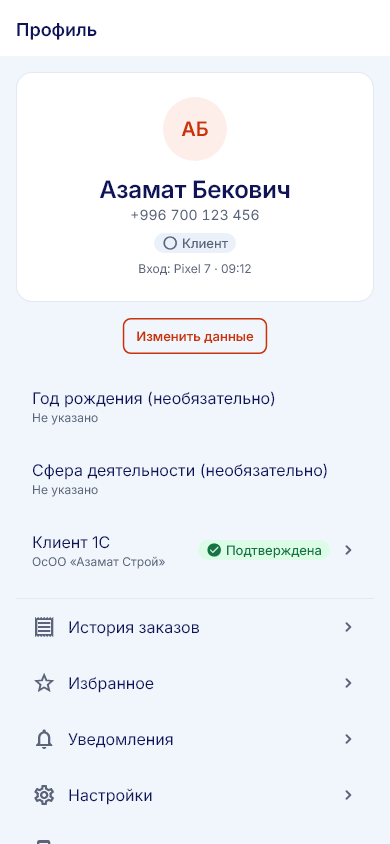 Профиль
АБ
Азамат Бекович
+996 700 123 456
Клиент
Вход: Pixel 7 · 09:12
Изменить данные
Год рождения (необязательно)
Не указано
Сфера деятельности (необязательно)
Не указано
Клиент 1С
Подтверждена
ОсОО «Азамат Строй»
История заказов
Избранное
Уведомления
Настройки